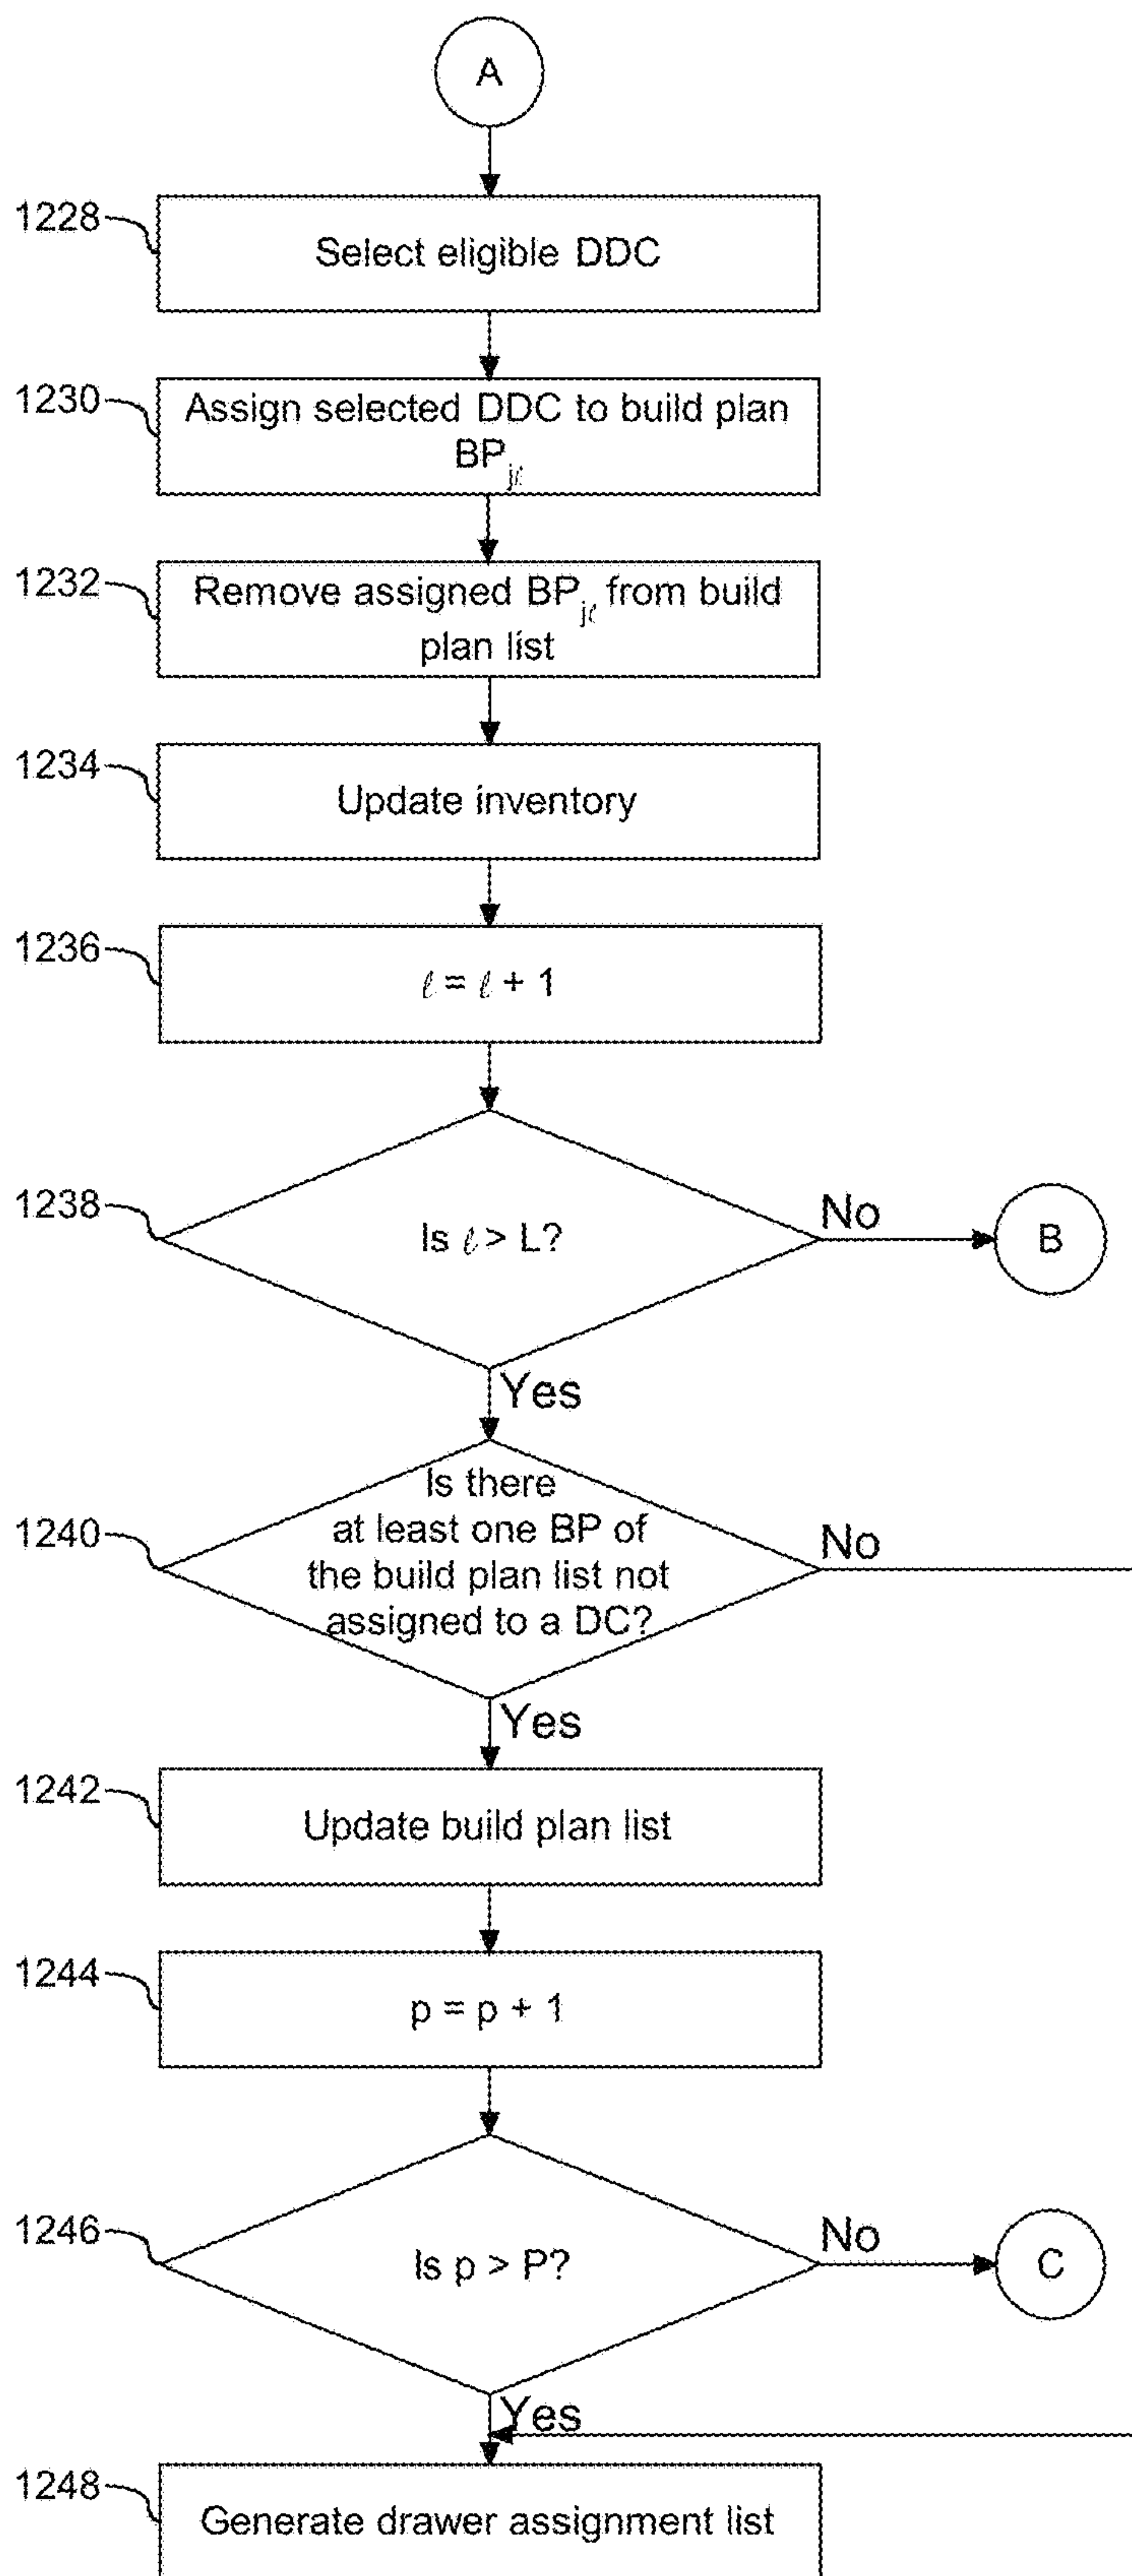 A
1228
Select eligible DDC
1230
Assign selected DDC to build plan
BPjℓ
1232
Remove assigned BPjℓ from build
plan list
1234
Update inventory
1236
ℓ = ℓ + 1
1238
Is ℓ > L?
No
B
Yes
1240
Is there
at least one BP of
the build plan list not
assigned to a DC?
No
Yes
1242
Update build plan list
1244
p = p + 1
1246
Is p > P?
No
C
Yes
1248
Generate drawer assignment list